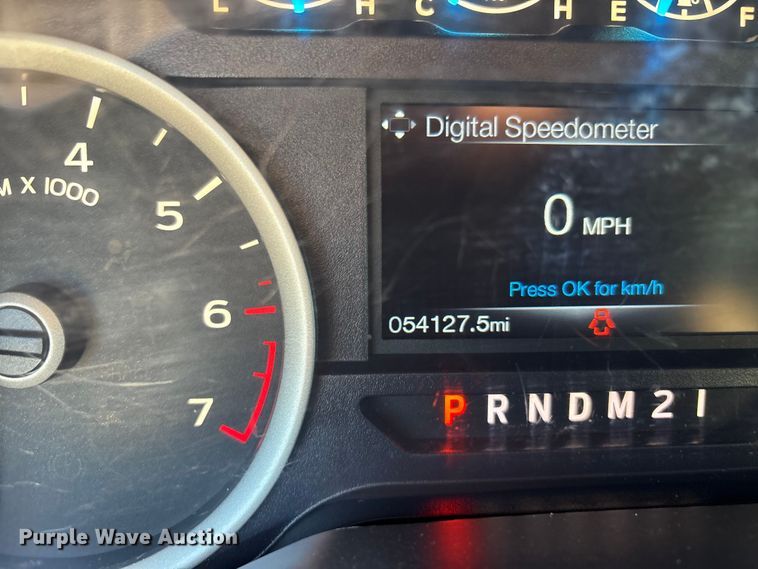 L H C H E F
Digital Speedometer
4
M X 1000
5
0 MPH
Press OK for km/h
6
054127.5mi
7
P R N D M 2 1
Purple Wave Auction